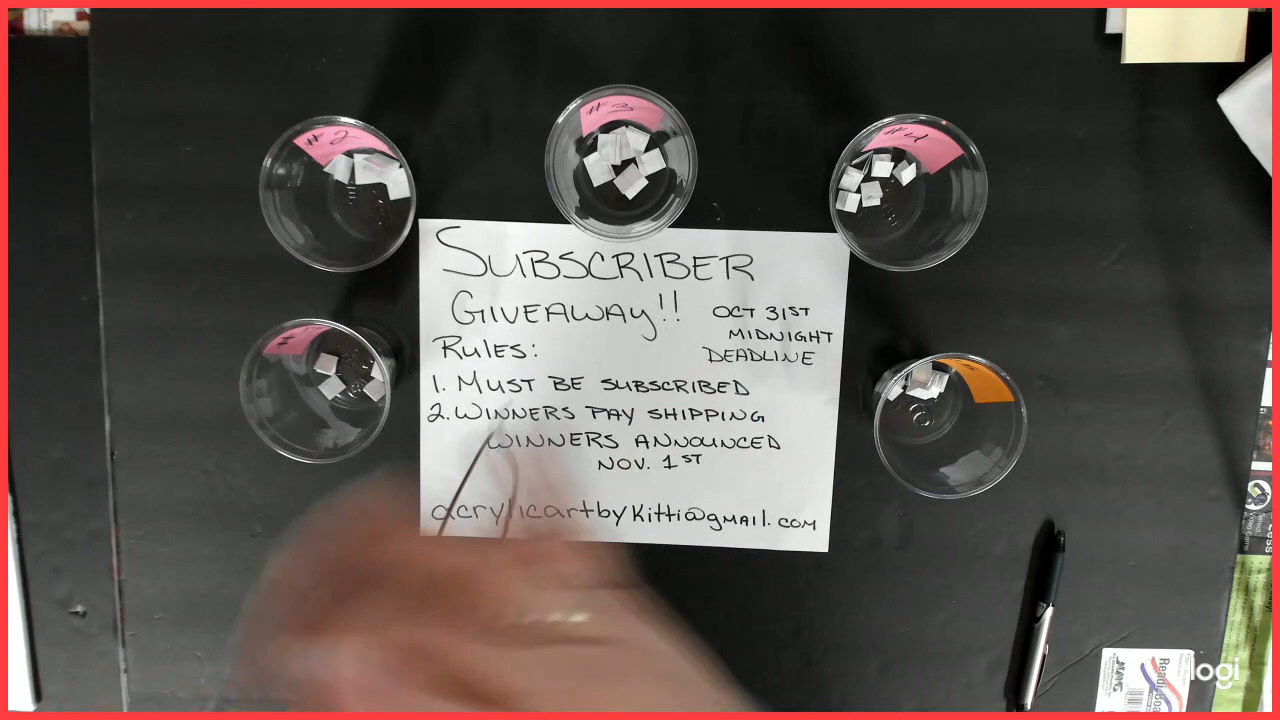 #2
#3
#4
SUBSCRIBER
GIVEAWAY!!
OCT 31ST
MIDNIGHT
DEADLINE
RULES:
1. MUST BE SUBSCRIBED
2. WINNERS PAY SHIPPING
WINNERS ANNOUNCED
NOV. 1ST
acrylicartbykitti@gmail.com
logi